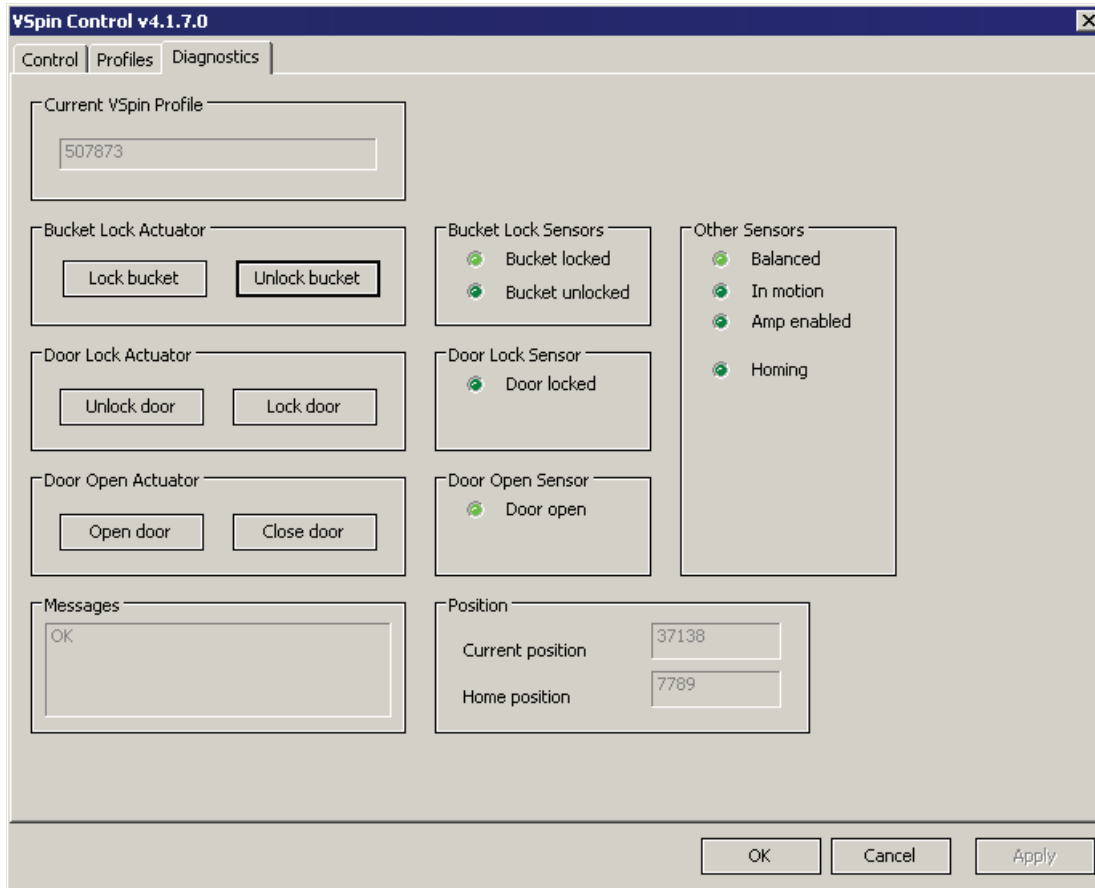 VSpin Control v4.1.7.0
Control Profiles Diagnostics
Current VSpin Profile
507873
Bucket Lock Actuator
Lock bucket Unlock bucket
Bucket Lock Sensors
Bucket locked
Bucket unlocked
Other Sensors
Balanced
In motion
Amp enabled
Homing
Door Lock Actuator
Unlock door Lock door
Door Lock Sensor
Door locked
Door Open Actuator
Open door Close door
Door Open Sensor
Door open
Messages
OK
Position
Current position 37138
Home position 7789
OK Cancel Apply